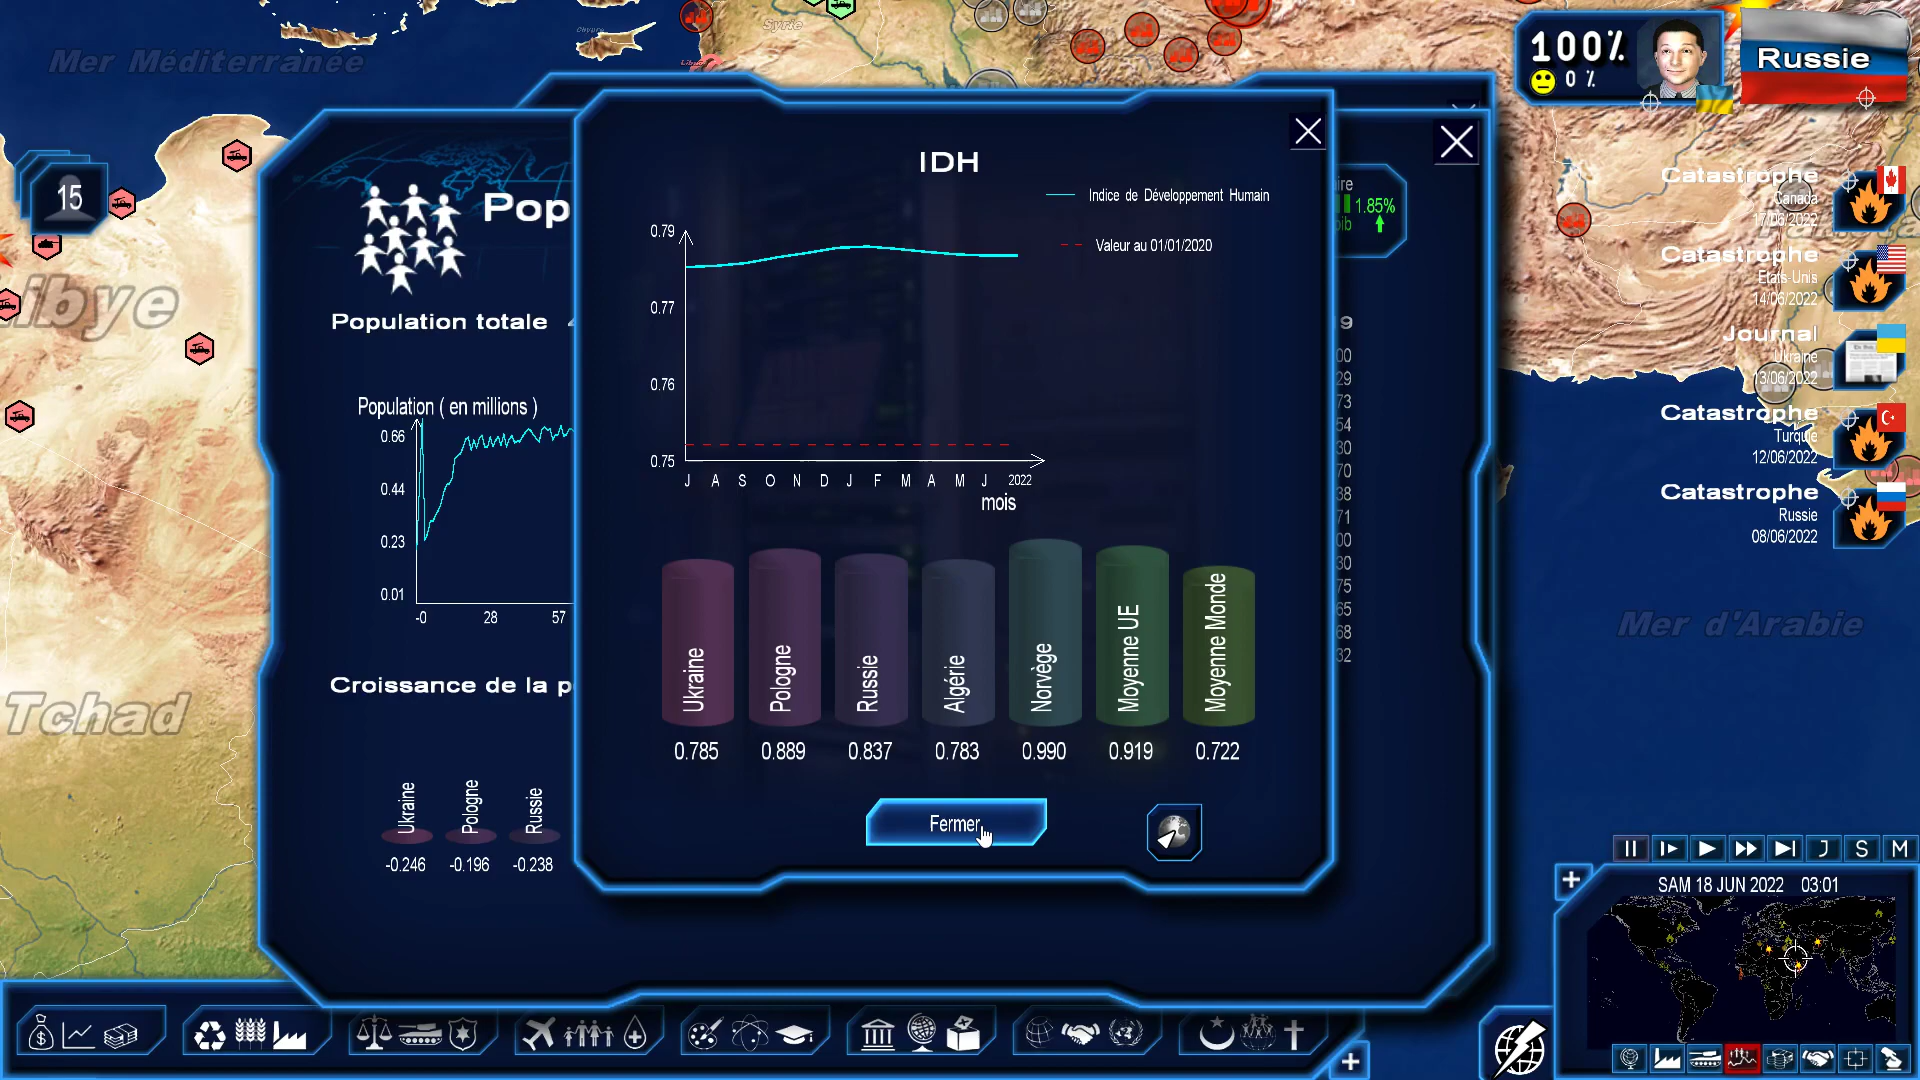 Mer Méditerranée
Syrie
100%
0 %
Russie
15
IDH
Indice de Développement Humain
Valeur au 01/01/2020
0.79
0.77
0.76
0.75
J A S O N D J F M A M J 2022
mois
Pop
1.85%
Population totale
Population ( en millions )
0.66
0.44
0.23
0.01
-0 28 57
Croissance de la p
Ukraine
Pologne
Russie
-0.246 -0.196 -0.238
Ukraine
Pologne
Russie
Algérie
Norvège
Moyenne UE
Moyenne Monde
0.785 0.889 0.837 0.783 0.990 0.919 0.722
Fermer
ibye
Tchad
Catastrophe
Canada
17/06/2022
Catastrophe
Etats-Unis
14/06/2022
Journal
Ukraine
13/06/2022
Catastrophe
Turquie
12/06/2022
Catastrophe
Russie
08/06/2022
Mer d'Arabie
J S M
SAM 18 JUN 2022 03:01